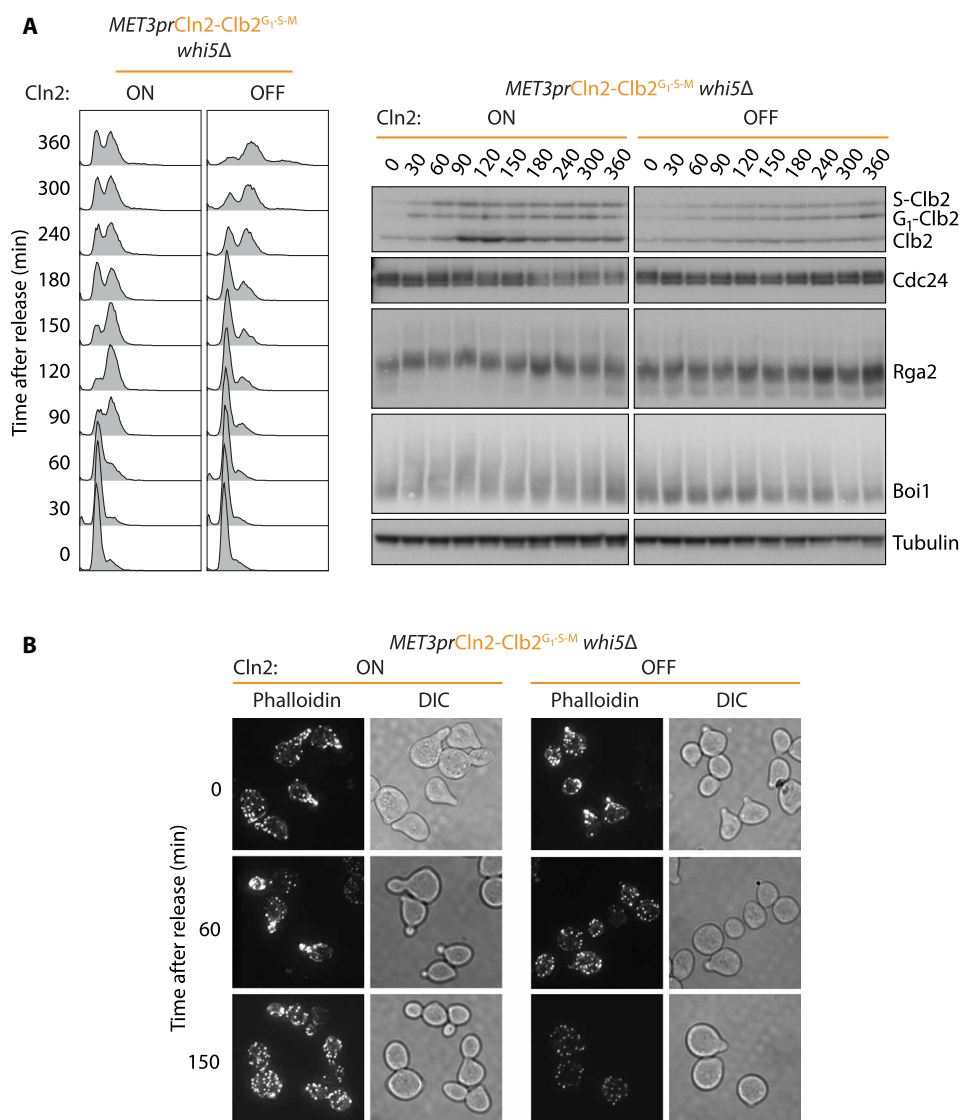 A
MET3prCln2-Clb2G₁-S-M
whi5Δ
Cln2: ON OFF
360
300
240
180
150
120
90
60
30
0
Time after release (min)
MET3prCln2-Clb2G₁-S-M whi5Δ
Cln2: ON OFF
0 30 60 90 120 150 180 240 300 360 0 30 60 90 120 150 180 240 300 360
S-Clb2
G₁-Clb2
Clb2
Cdc24
Rga2
Boi1
Tubulin
B
MET3prCln2-Clb2G₁-S-M whi5Δ
Cln2: ON OFF
Phalloidin DIC Phalloidin DIC
0
60
150
Time after release (min)